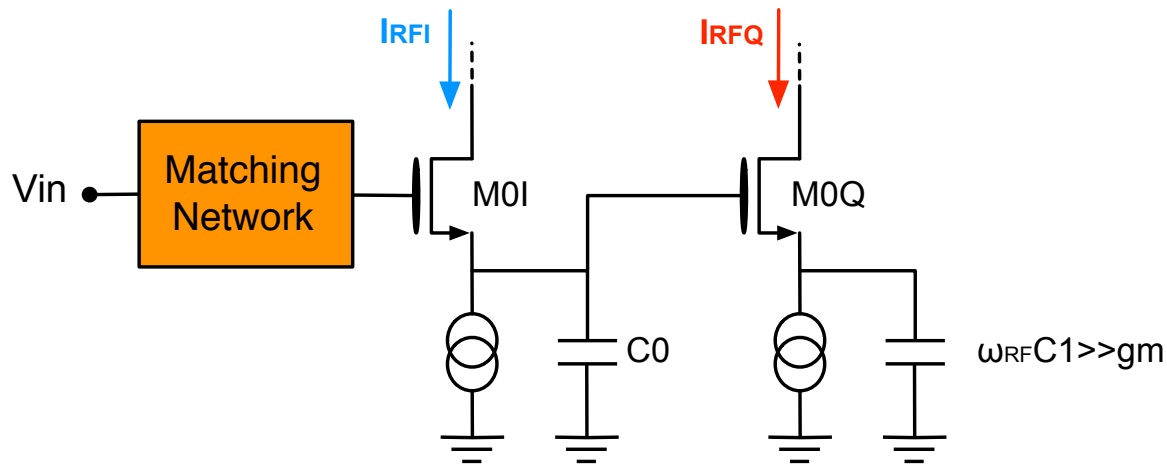 IRFI
IRFQ
Vin
Matching
Network
M0I
M0Q
C0
ωRFC1>>gm